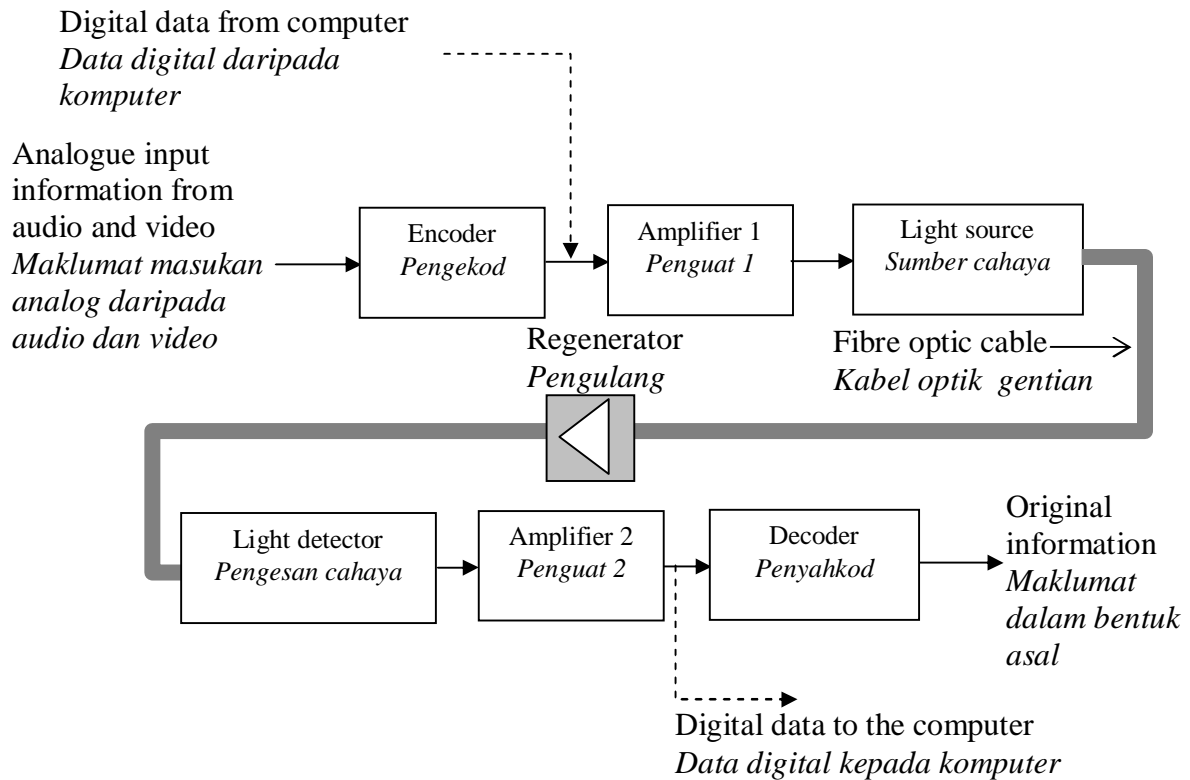 Digital data from computer
Data digital daripada
komputer
Analogue input
information from
audio and video
Maklumat masukan
analog daripada
audio dan video
Encoder
Pengekod
Amplifier 1
Penguat 1
Light source
Sumber cahaya
Regenerator
Pengulang
Fibre optic cable
Kabel optik gentian
Light detector
Pengesan cahaya
Amplifier 2
Penguat 2
Decoder
Penyahkod
Original
information
Maklumat
dalam bentuk
asal
Digital data to the computer
Data digital kepada komputer